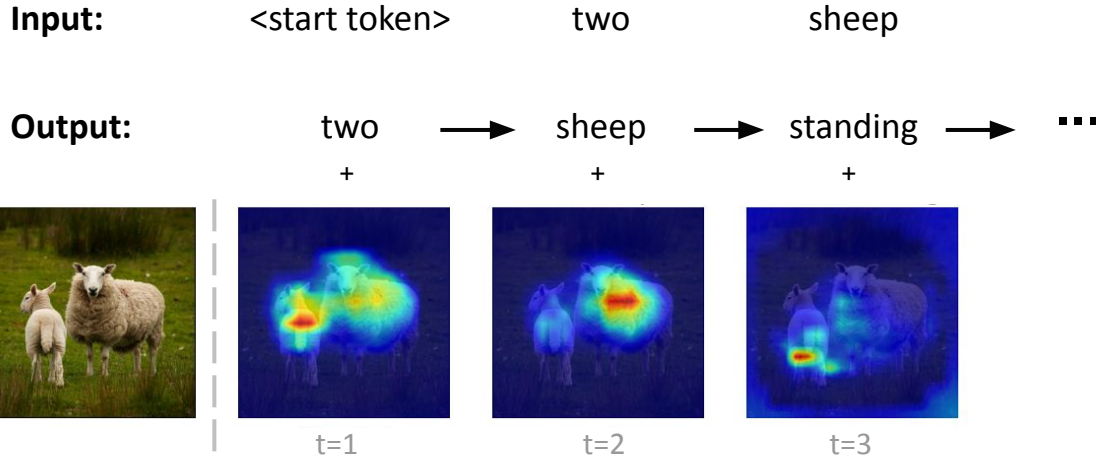 Input: <start token> two sheep
Output: two sheep standing ...
+ + +
t=1 t=2 t=3